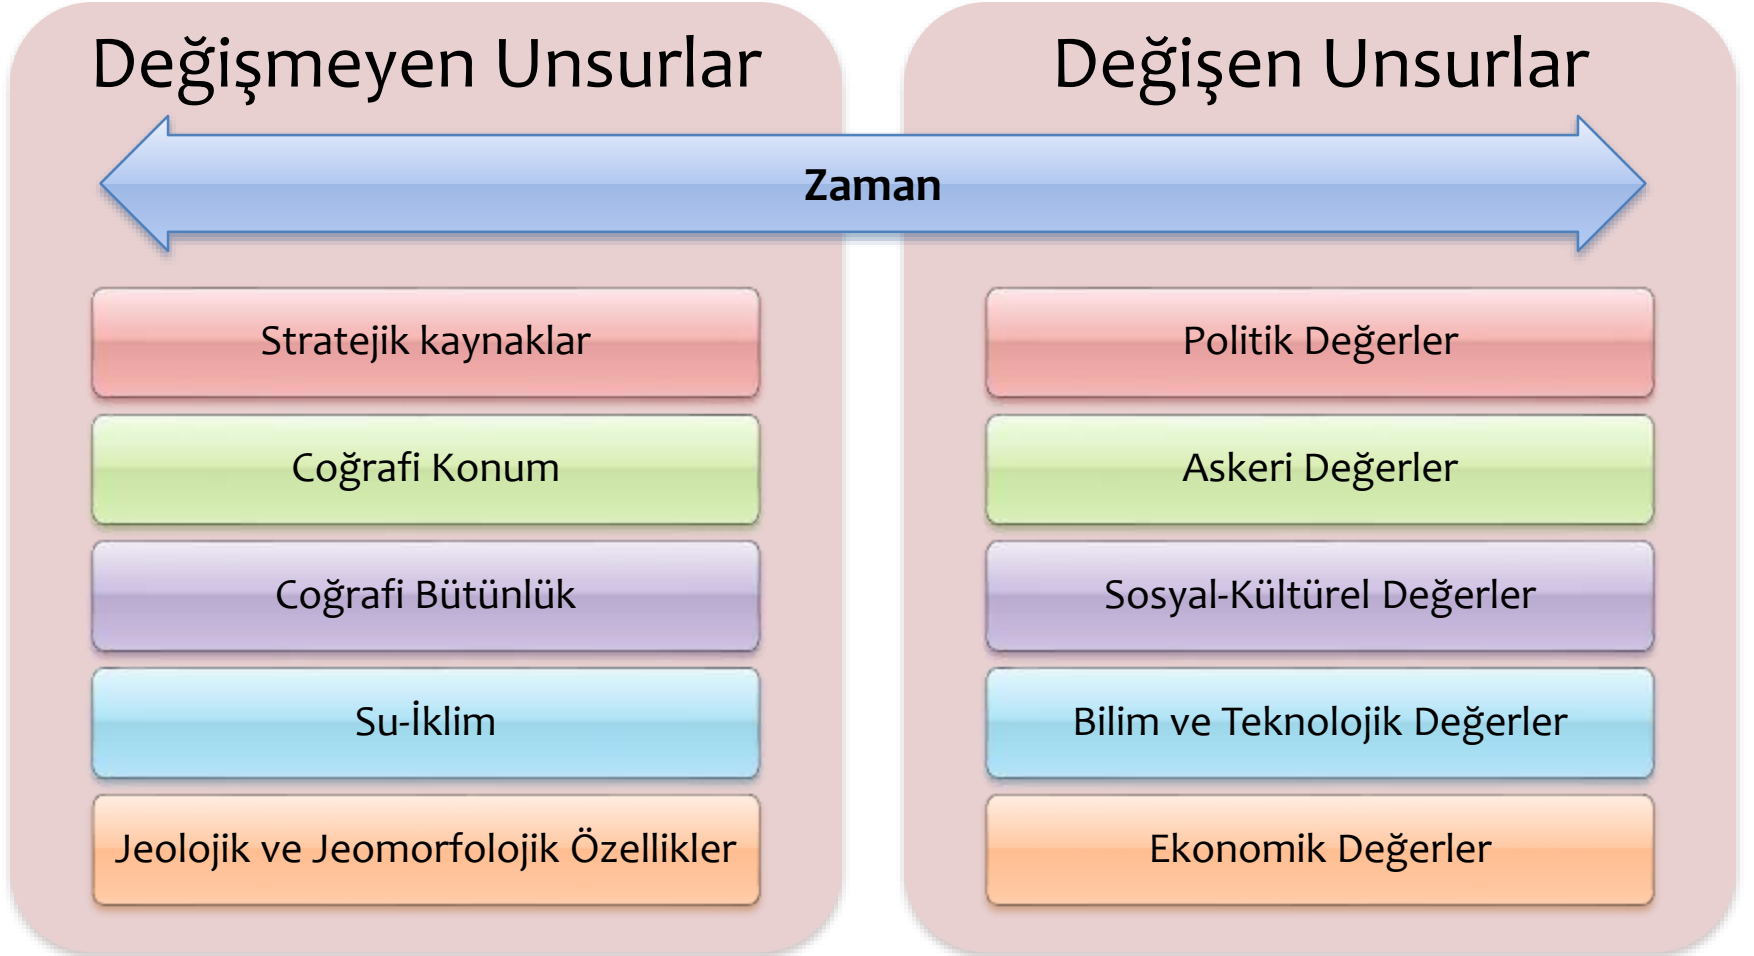 Değişmeyen Unsurlar
Değişen Unsurlar
Zaman
Stratejik kaynaklar
Coğrafi Konum
Coğrafi Bütünlük
Su-İklim
Jeolojik ve Jeomorfolojik Özellikler
Politik Değerler
Askeri Değerler
Sosyal-Kültürel Değerler
Bilim ve Teknolojik Değerler
Ekonomik Değerler